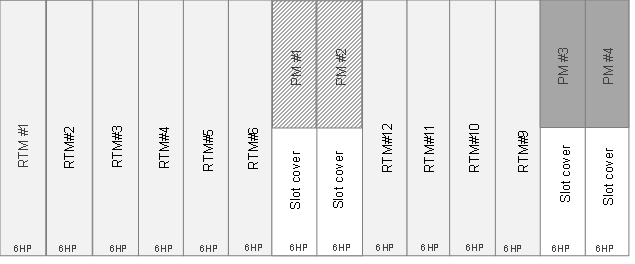 RTM #1
RTM#2
RTM#3
RTM#4
RTM#5
RTM#6
PM #1
PM #2
RTM#12
RTM#11
RTM#10
RTM#9
PM #3
PM #4
Slot cover
Slot cover
Slot cover
Slot cover
6HP
6HP
6HP
6HP
6HP
6HP
6HP
6HP
6HP
6HP
6HP
6HP
6HP
6HP